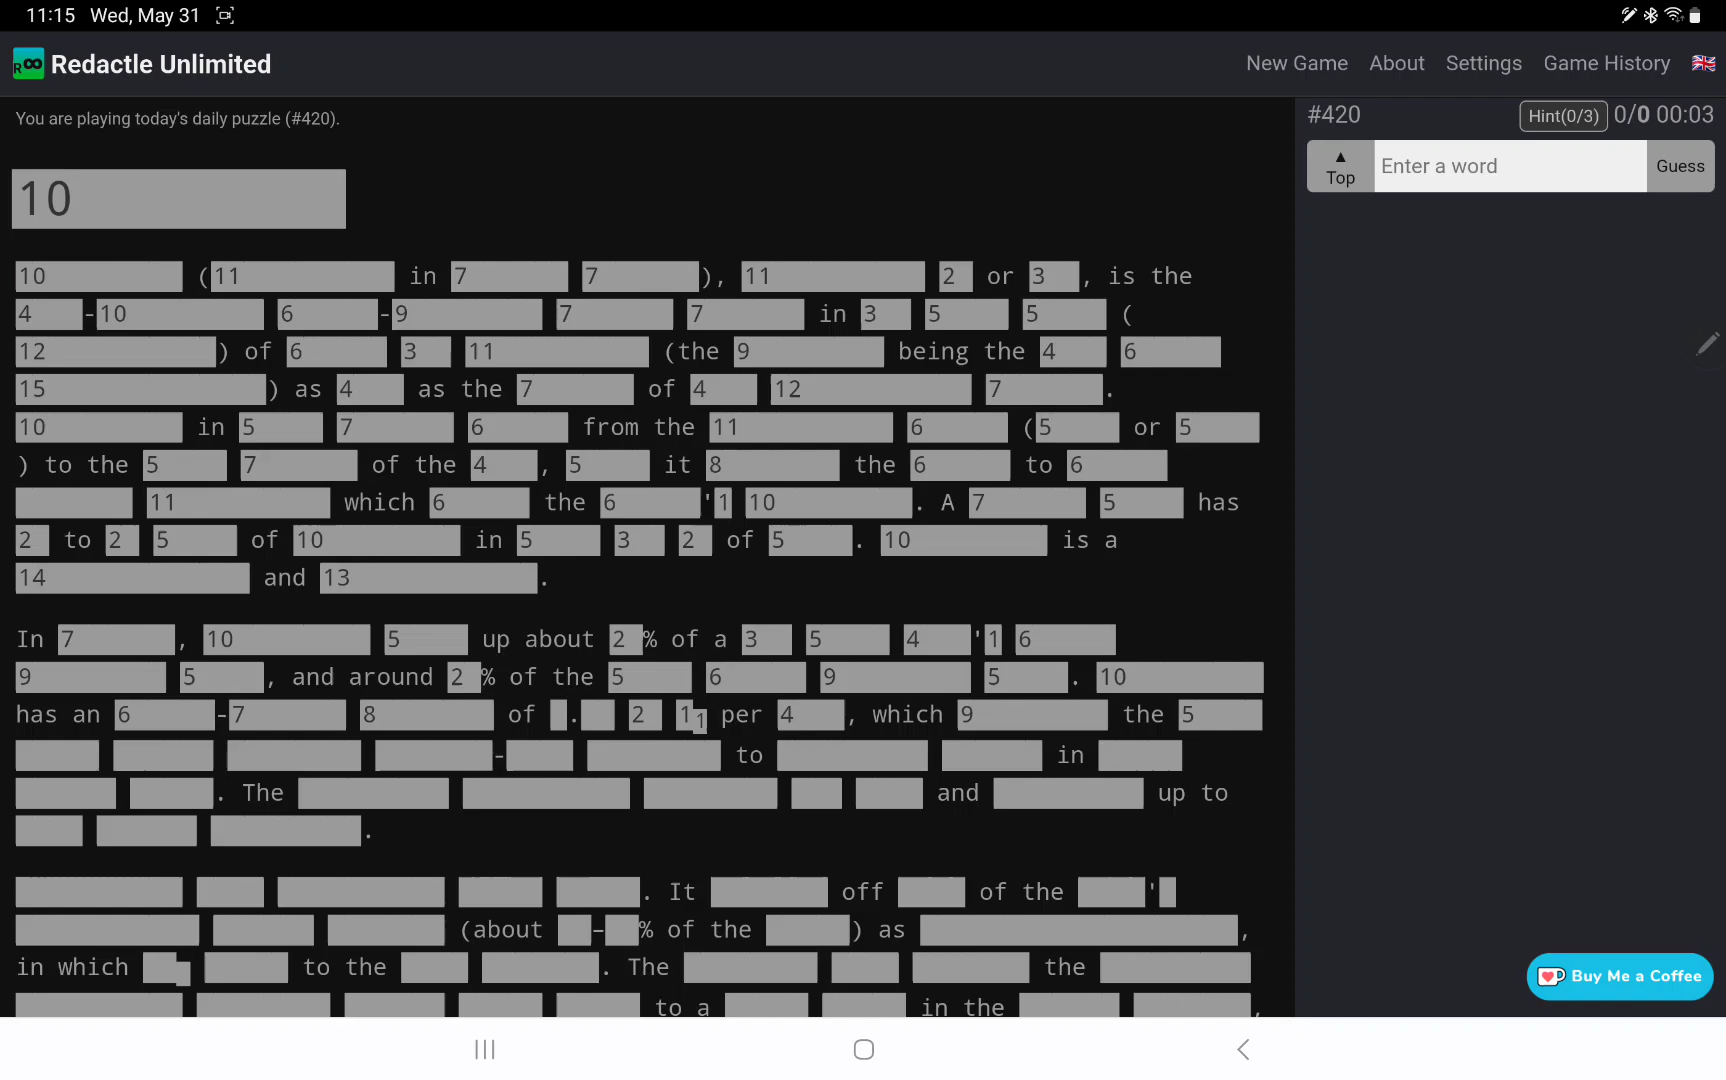 11:15 Wed, May 31
R∞ Redactle Unlimited
New Game About Settings Game History
You are playing today's daily puzzle (#420).
#420 Hint(0/3) 0/0 00:03
▲ Top Enter a word Guess
10
10 (11 in 7 7), 11 2 or 3, is the
4-10 6-9 7 7 in 3 5 5 (
12) of 6 3 11 (the 9 being the 4 6
15) as 4 as the 7 of 4 12 7.
10 in 5 7 6 from the 11 6 (5 or 5
) to the 5 7 of the 4, 5 it 8 the 6 to 6
11 which 6 the 6'1 10. A 7 5 has
2 to 2 5 of 10 in 5 3 2 of 5. 10 is a
14 and 13.
In 7, 10 5 up about 2% of a 3 5 4'1 6
9 5, and around 2% of the 5 6 9 5. 10
has an 6-7 8 of . 2 11 per 4, which 9 the 5
- to in
. The and up to
.
. It off of the '
(about –% of the ) as ,
in which to the . The the
to a in the ,
Buy Me a Coffee